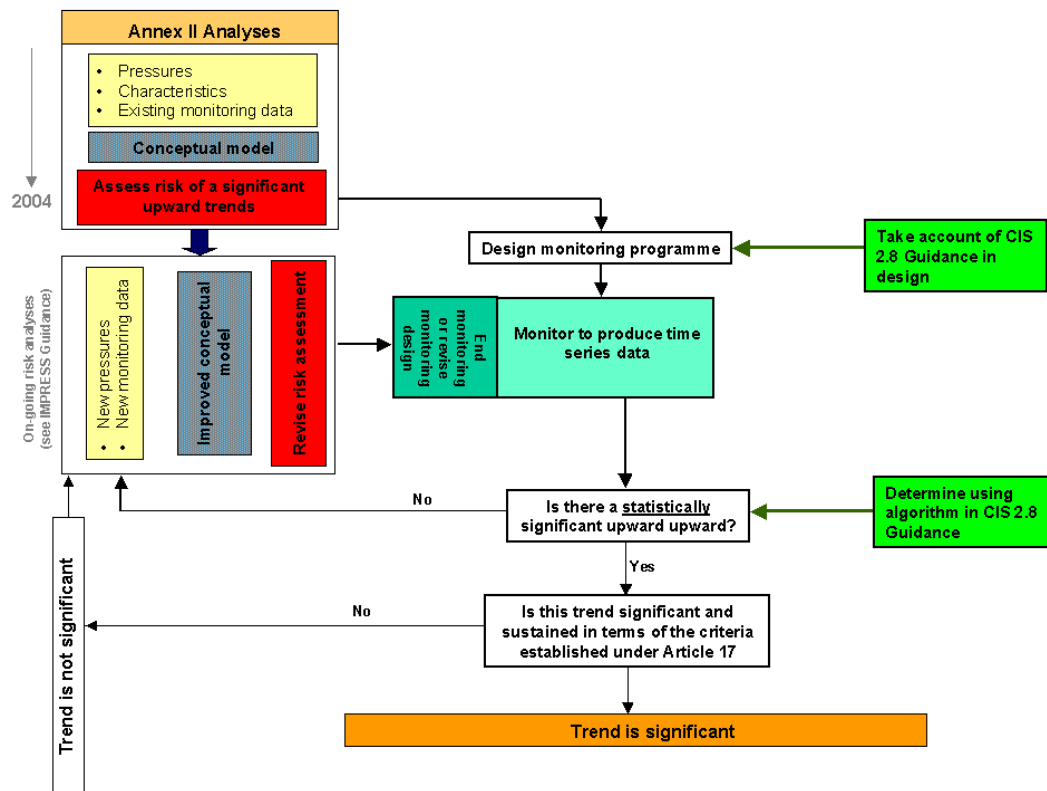 Annex II Analyses
• Pressures
• Characteristics
• Existing monitoring data
Conceptual model
Assess risk of a significant
upward trends
2004
Design monitoring programme
Take account of CIS
2.8 Guidance in
design
On-going risk analyses
(see IMPRESS Guidance)
• New pressures
• New monitoring data
Improved conceptual
model
Revise risk assessment
End
monitoring
or revise
monitoring
design
Monitor to produce time
series data
No
Is there a statistically
significant upward upward?
Determine using
algorithm in CIS 2.8
Guidance
Yes
No
Is this trend significant and
sustained in terms of the criteria
established under Article 17
Trend is not significant
Trend is significant